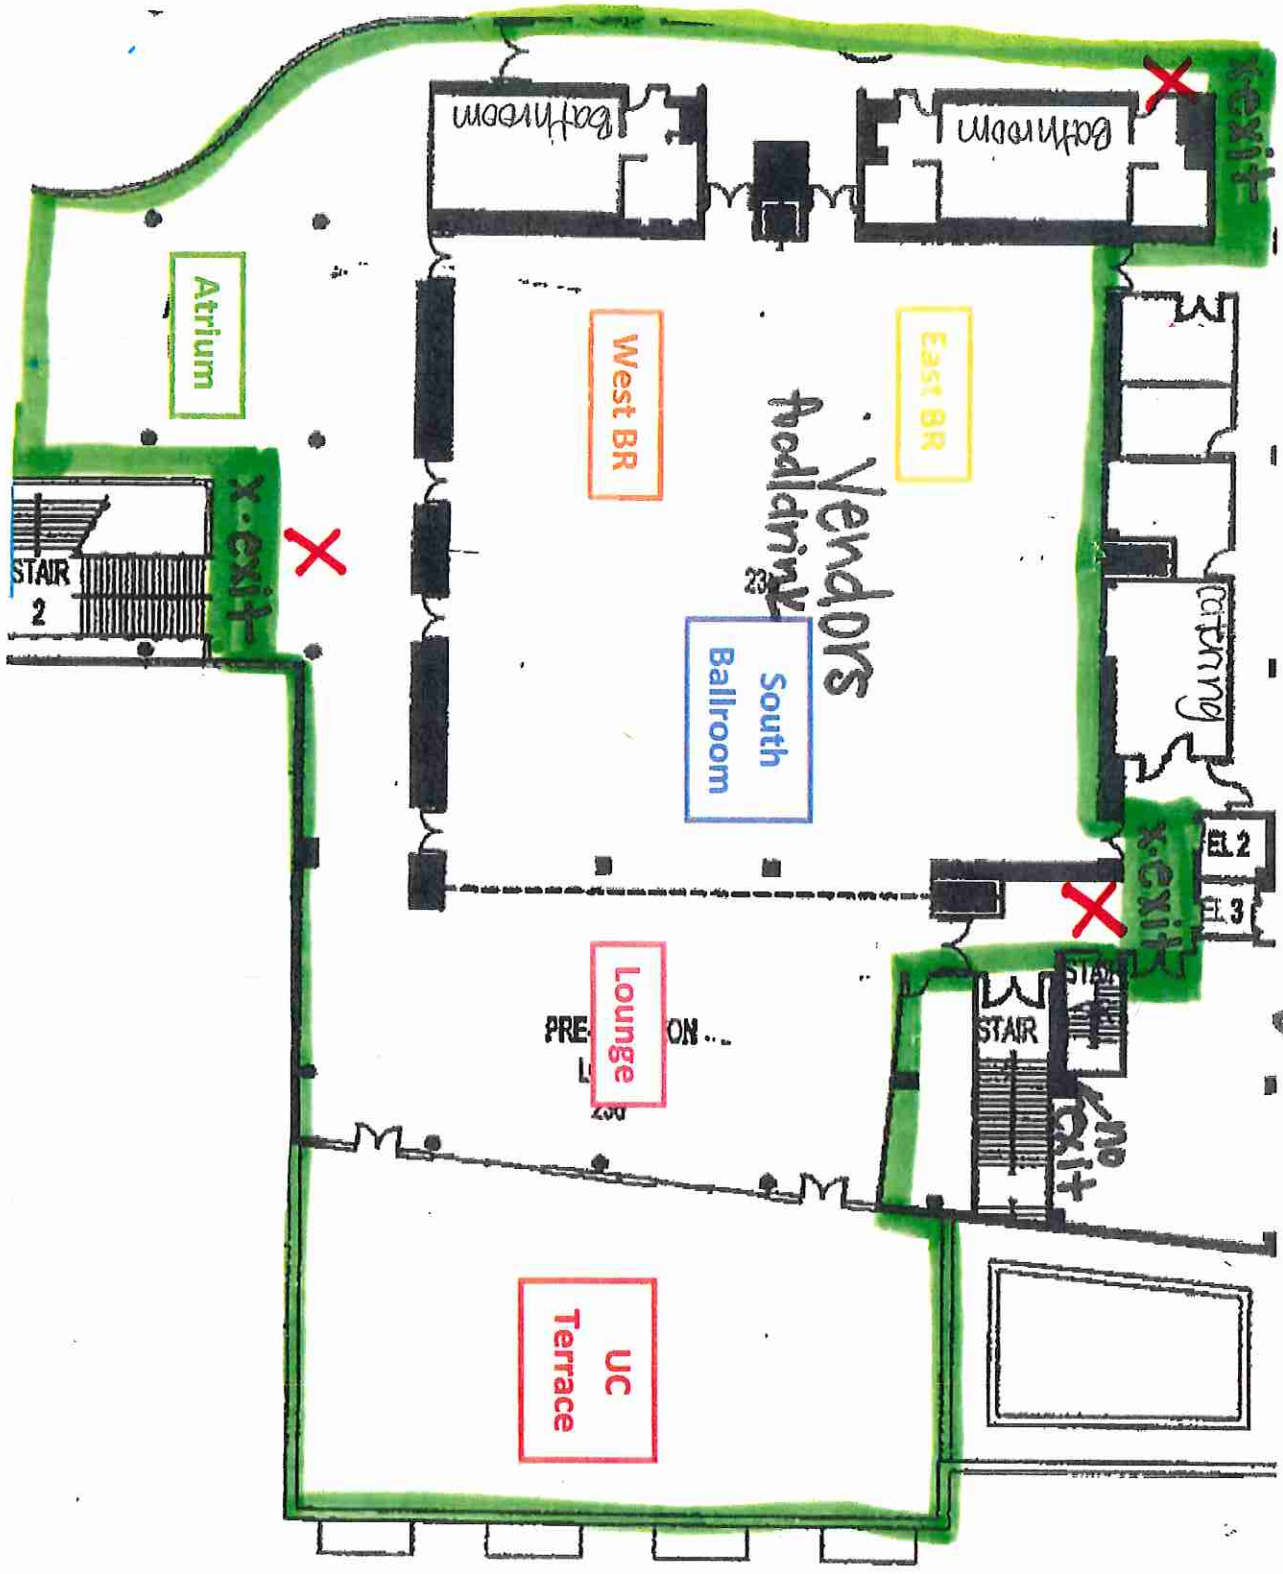 x-exit
Bathroom
Bathroom
Atrium
West BR
East BR
Vendors
food/drink
23
South
Ballroom
x-exit
STAIR
2
catering
EL 2
EL 3
x-exit
STAIR
STAIR
Lounge
PRE- ON
L
230
no
exit
UC
Terrace